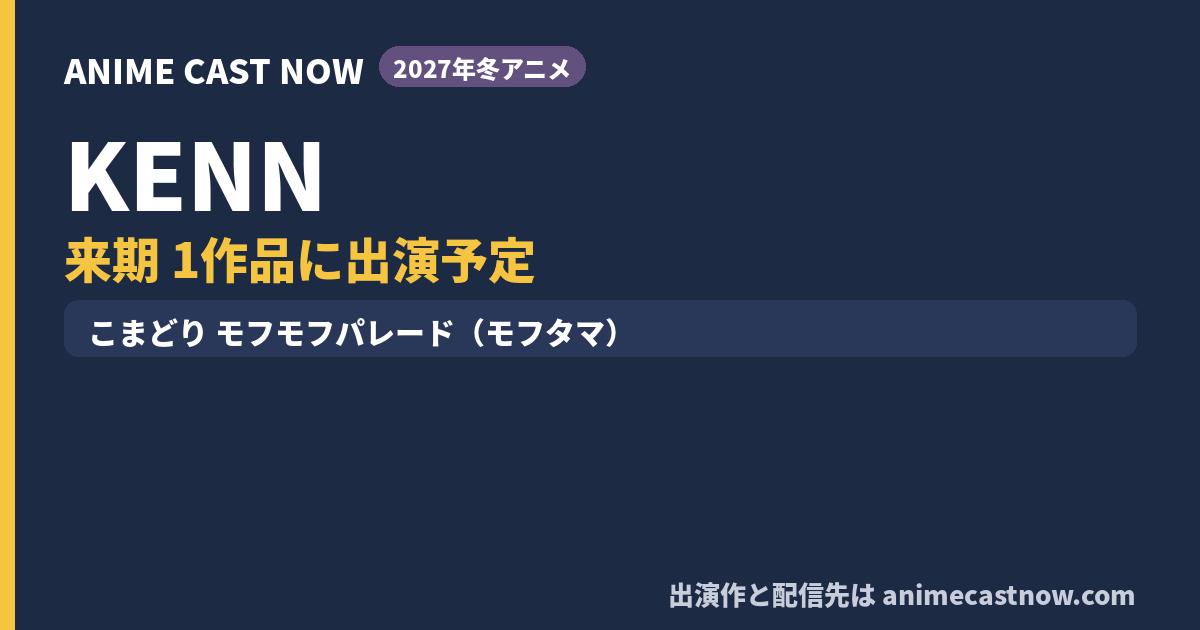 ANIME CAST NOW 2027年冬アニメ
KENN
来期 1作品に出演予定
こまどり モフモフパレード（モフタマ）
出演作と配信先は animecastnow.com